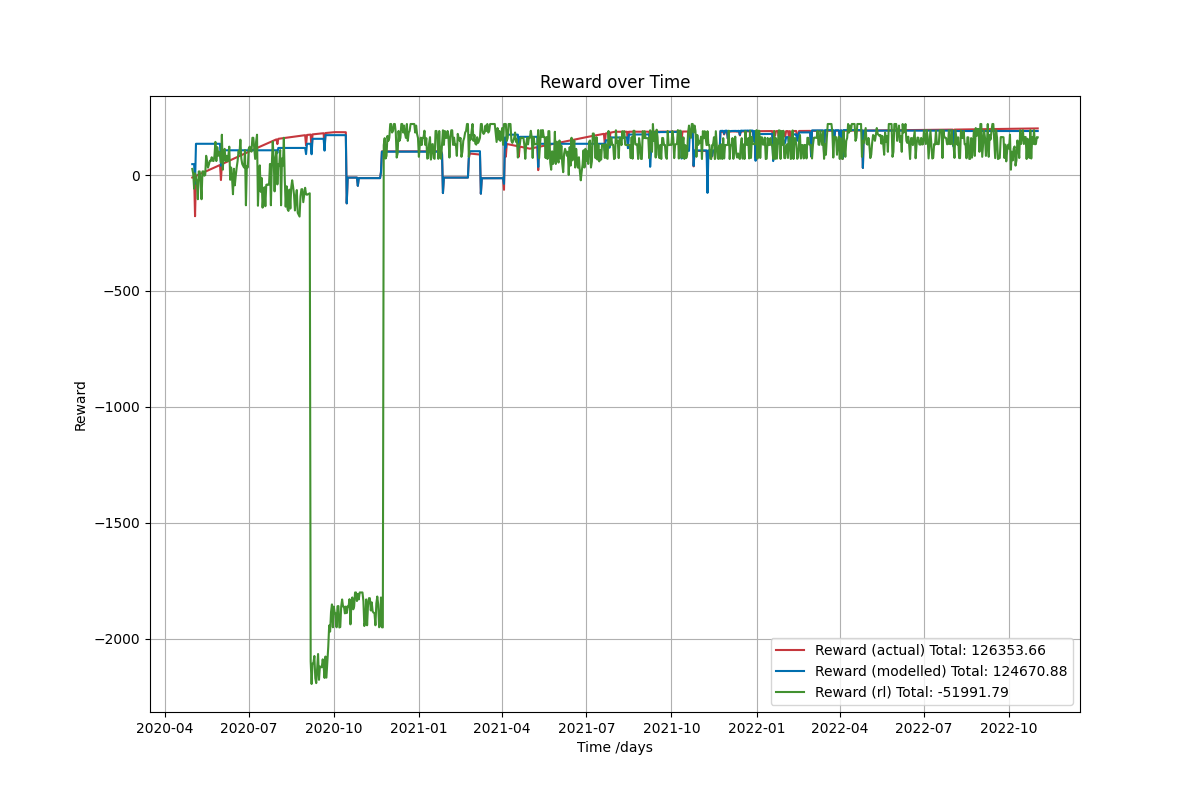 Reward over Time
Reward
0
−500
−1000
−1500
−2000
Reward (actual) Total: 126353.66
Reward (modelled) Total: 124670.88
Reward (rl) Total: -51991.79
2020-04 2020-07 2020-10 2021-01 2021-04 2021-07 2021-10 2022-01 2022-04 2022-07 2022-10
Time /days